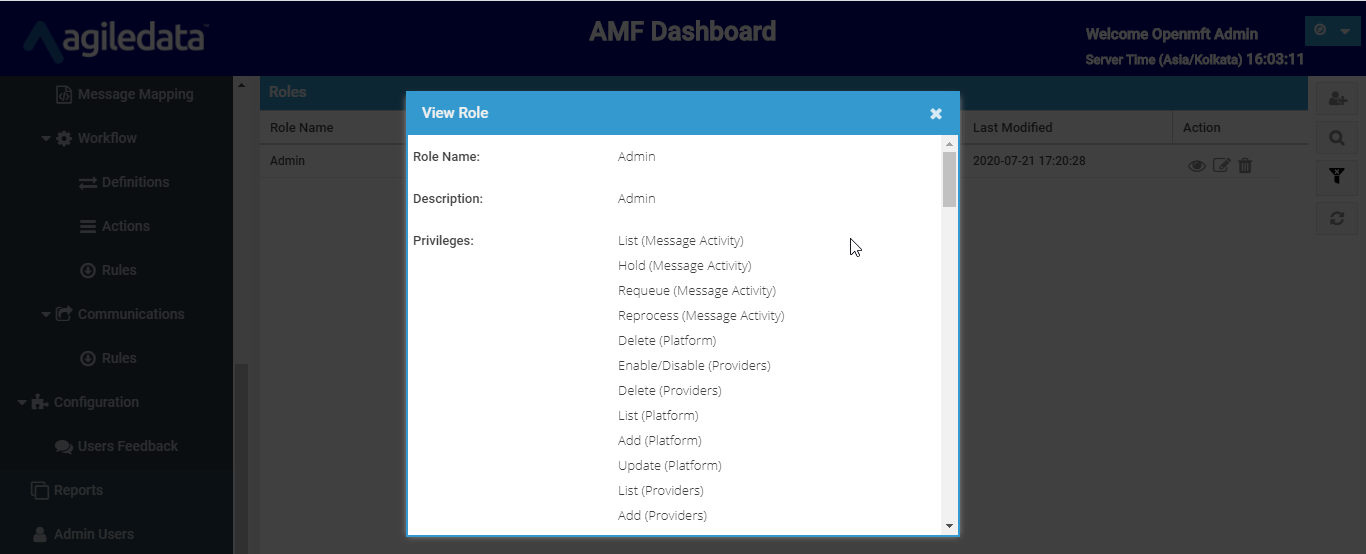 agiledata™
AMF Dashboard
Welcome Openmft Admin
Server Time (Asia/Kolkata) 16:03:11
Message Mapping
Workflow
Definitions
Actions
Rules
Communications
Rules
Configuration
Users Feedback
Reports
Admin Users
Roles
Role Name
Last Modified
Action
Admin
2020-07-21 17:20:28
View Role
Role Name: Admin
Description: Admin
Privileges: List (Message Activity)
Hold (Message Activity)
Requeue (Message Activity)
Reprocess (Message Activity)
Delete (Platform)
Enable/Disable (Providers)
Delete (Providers)
List (Platform)
Add (Platform)
Update (Platform)
List (Providers)
Add (Providers)